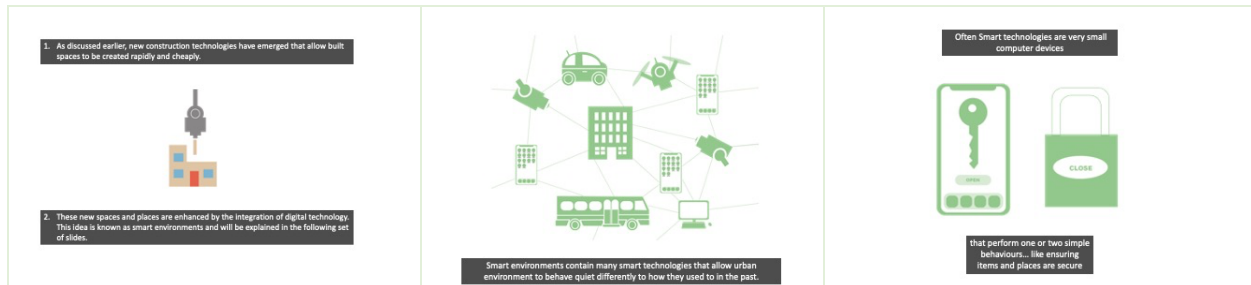 1. As discussed earlier, new construction technologies have emerged that allow built
spaces to be created rapidly and cheaply.
2. These new spaces and places are enhanced by the integration of digital technology.
This idea is known as smart environments and will be explained in the following set
of slides.
Smart environments contain many smart technologies that allow urban
environment to behave quiet differently to how they used to in the past.
Often Smart technologies are very small
computer devices
OPEN
CLOSE
that perform one or two simple
behaviours... like ensuring
items and places are secure